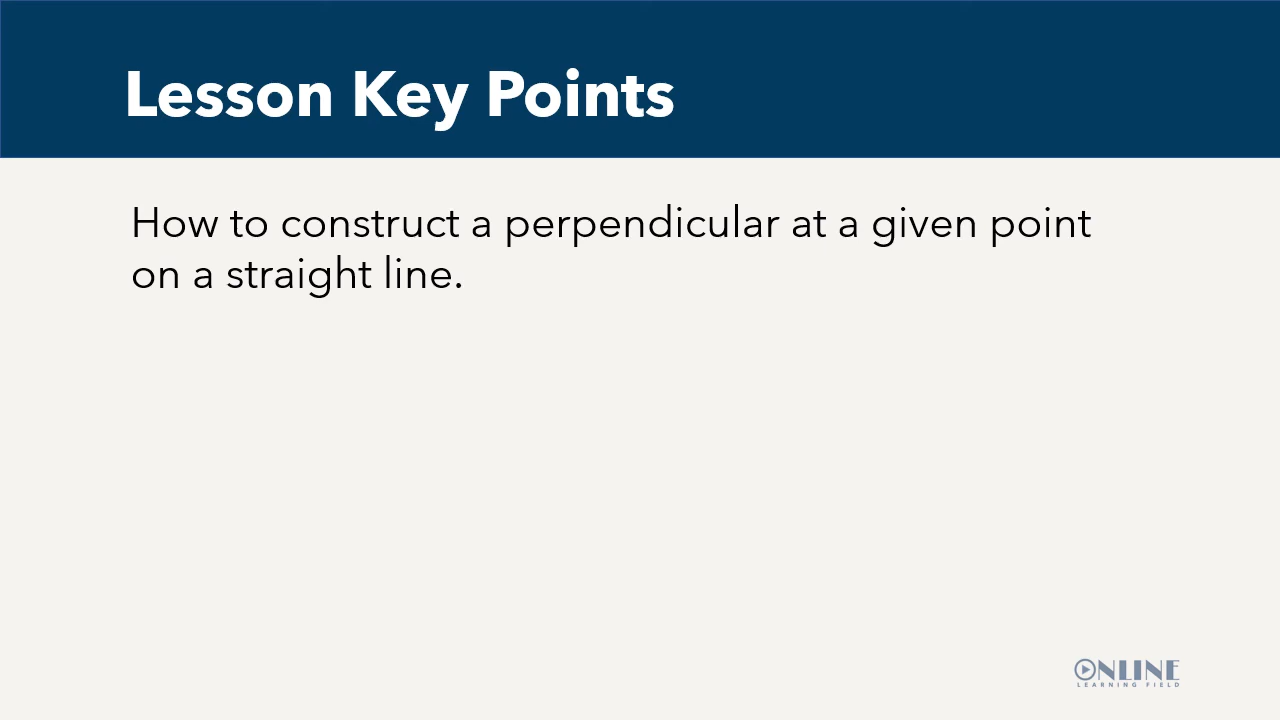 Lesson Key Points
How to construct a perpendicular at a given point
on a straight line.
ONLINE
LEARNING FIELD